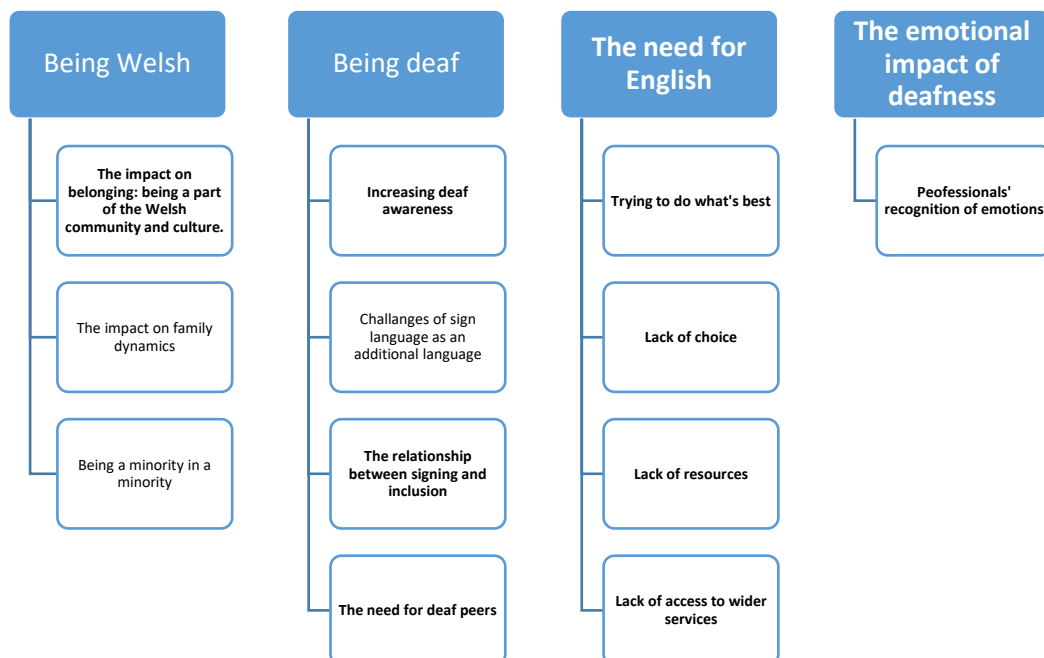 Being Welsh
The impact on
belonging: being a part
of the Welsh
community and culture.
The impact on family
dynamics
Being a minority in a
minority
Being deaf
Increasing deaf
awareness
Challanges of sign
language as an
additional language
The relationship
between signing and
inclusion
The need for deaf peers
The need for
English
Trying to do what's best
Lack of choice
Lack of resources
Lack of access to wider
services
The emotional
impact of
deafness
Peofessionals'
recognition of emotions